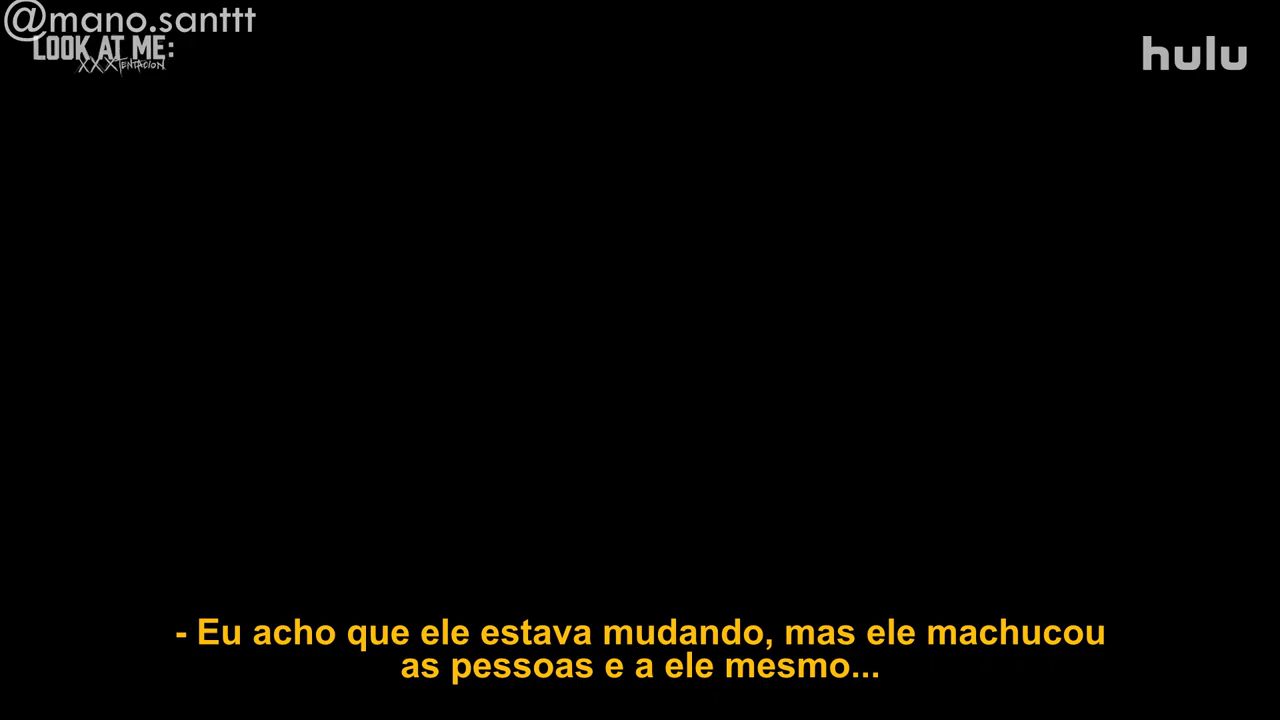 @mano.santtt
LOOK AT ME:
XXXTENTACION
hulu
- Eu acho que ele estava mudando, mas ele machucou
as pessoas e a ele mesmo...